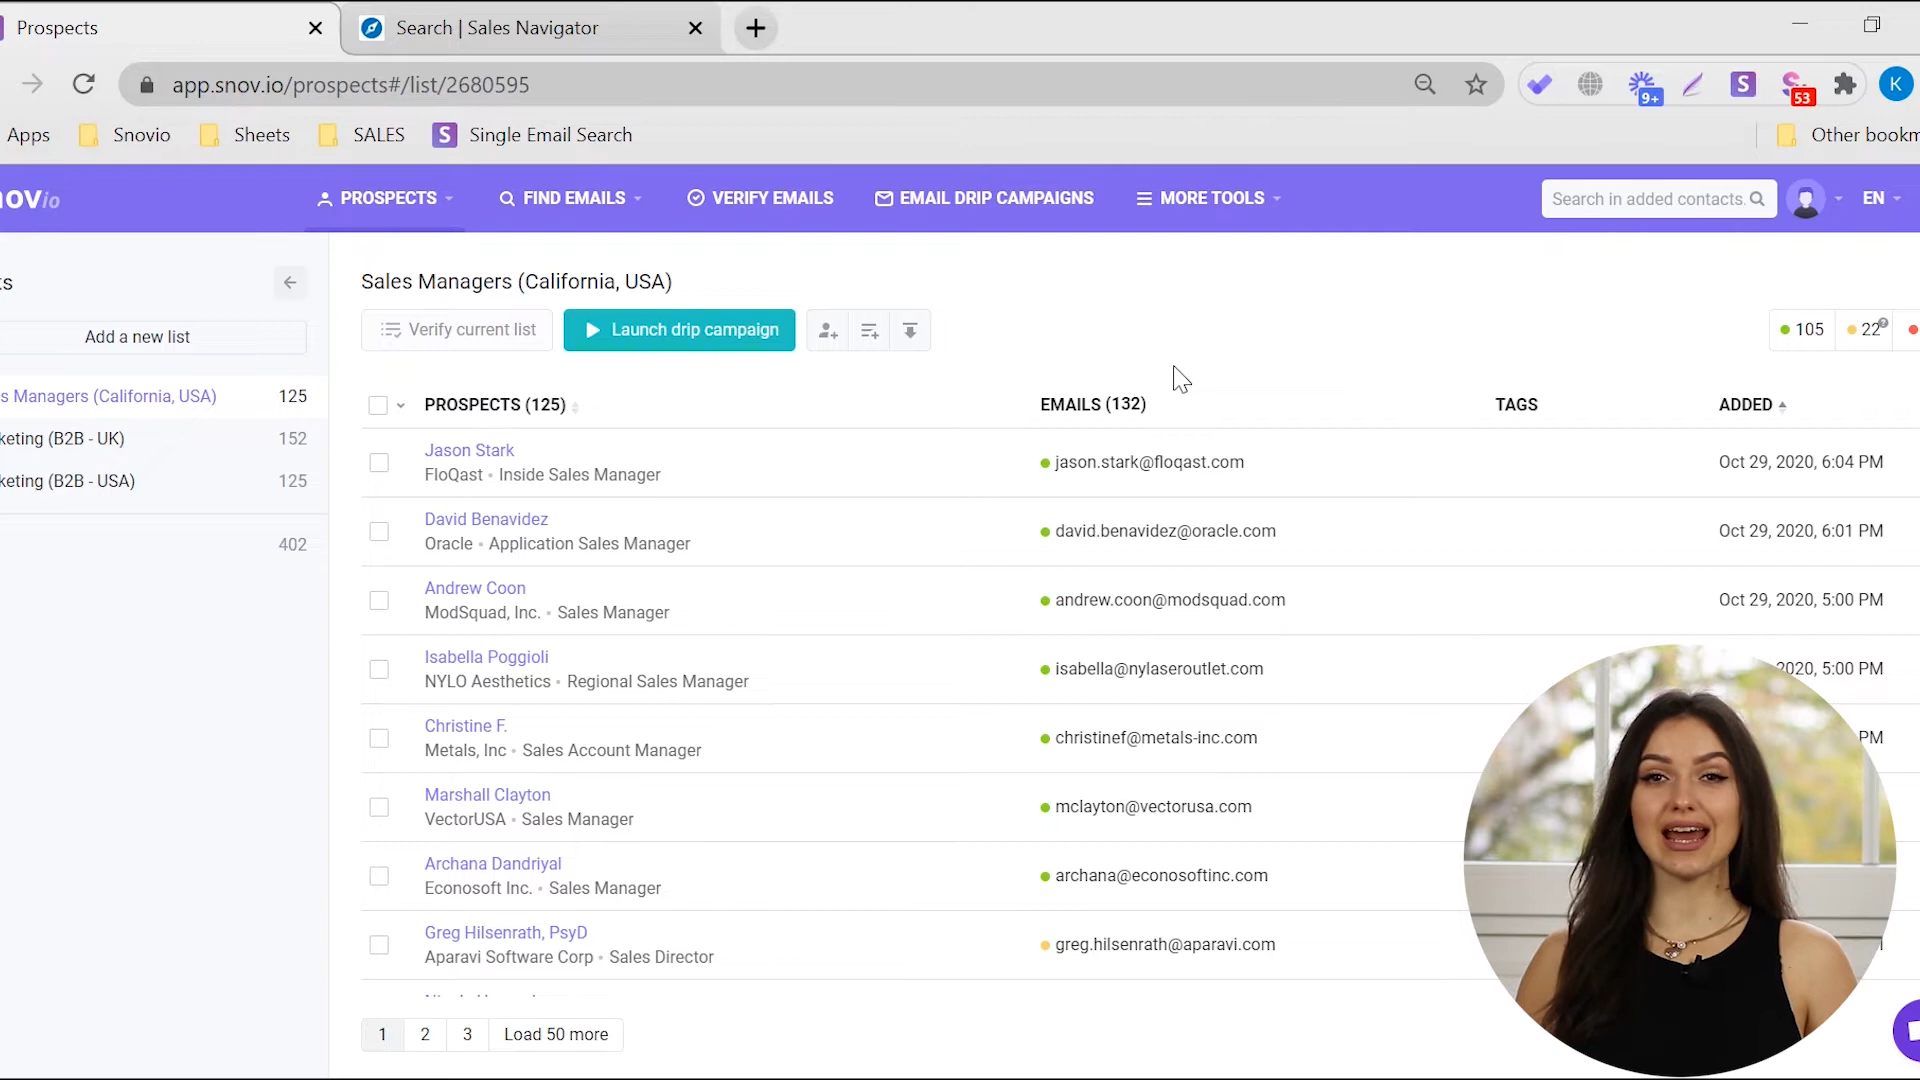 Prospects
Search | Sales Navigator
app.snov.io/prospects#/list/2680595
9+
S
53
K
Apps
Snovio
Sheets
SALES
S
Single Email Search
Other bookm
novio
PROSPECTS
FIND EMAILS
VERIFY EMAILS
EMAIL DRIP CAMPAIGNS
MORE TOOLS
Search in added contacts.
EN
ts
Sales Managers (California, USA)
Add a new list
Verify current list
Launch drip campaign
105
22
s Managers (California, USA) 125
keting (B2B - UK) 152
keting (B2B - USA) 125
402
PROSPECTS (125)
EMAILS (132)
TAGS
ADDED
Jason Stark
FloQast • Inside Sales Manager
jason.stark@floqast.com
Oct 29, 2020, 6:04 PM
David Benavidez
Oracle • Application Sales Manager
david.benavidez@oracle.com
Oct 29, 2020, 6:01 PM
Andrew Coon
ModSquad, Inc. • Sales Manager
andrew.coon@modsquad.com
Oct 29, 2020, 5:00 PM
Isabella Poggioli
NYLO Aesthetics • Regional Sales Manager
isabella@nylaseroutlet.com
2020, 5:00 PM
Christine F.
Metals, Inc • Sales Account Manager
christinef@metals-inc.com
PM
Marshall Clayton
VectorUSA • Sales Manager
mclayton@vectorusa.com
Archana Dandriyal
Econosoft Inc. • Sales Manager
archana@econosoftinc.com
Greg Hilsenrath, PsyD
Aparavi Software Corp • Sales Director
greg.hilsenrath@aparavi.com
1
2
3
Load 50 more